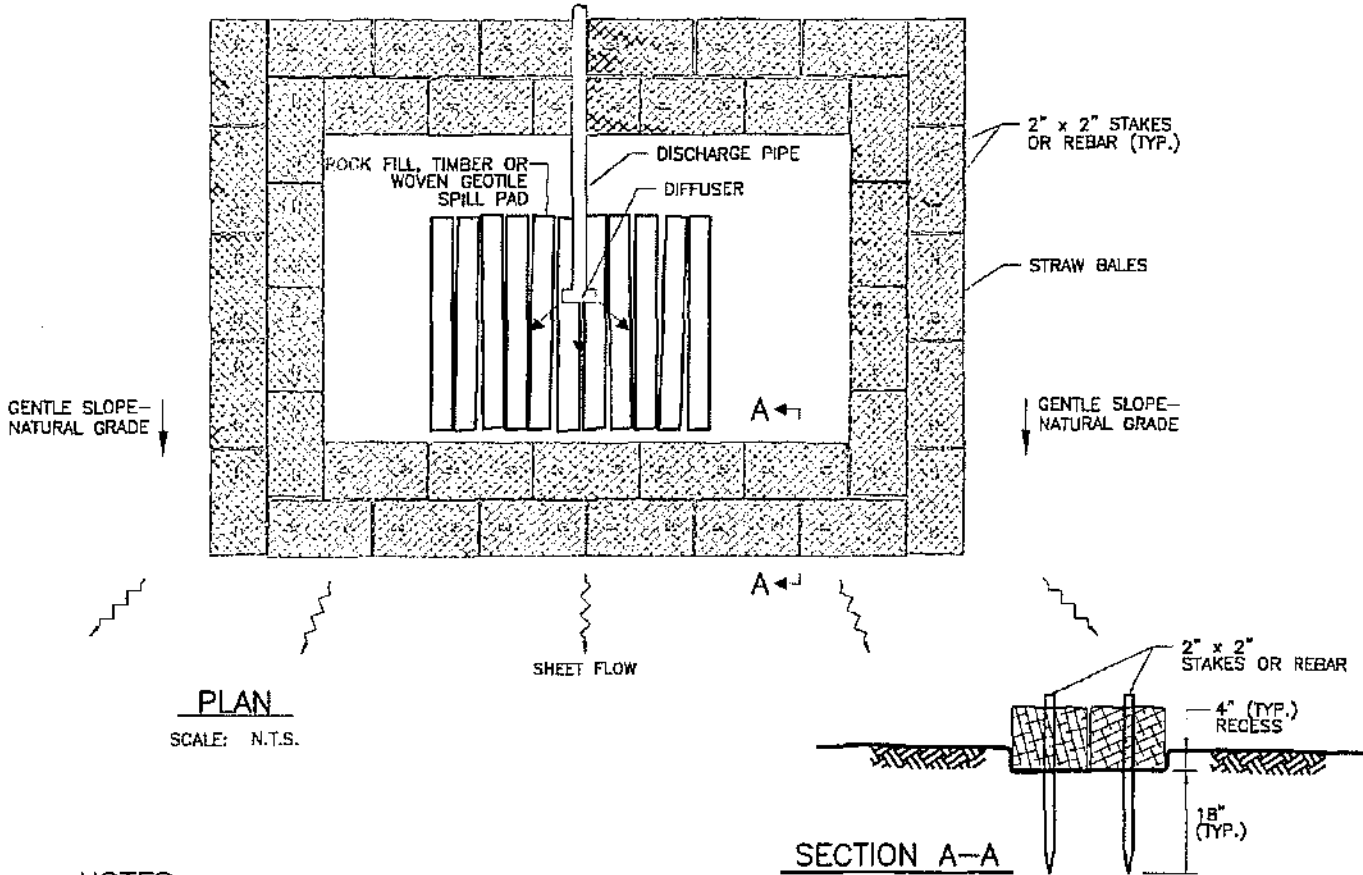 2" x 2" STAKES
OR REBAR (TYP.)
DISCHARGE PIPE
ROCK FILL, TIMBER OR
WOVEN GEOTILE
SPILL PAD
DIFFUSER
STRAW BALES
GENTLE SLOPE-
NATURAL GRADE
A
GENTLE SLOPE-
NATURAL GRADE
A
SHEET FLOW
PLAN
SCALE: N.T.S.
2" x 2"
STAKES OR REBAR
4" (TYP.)
RECESS
18"
(TYP.)
SECTION A-A